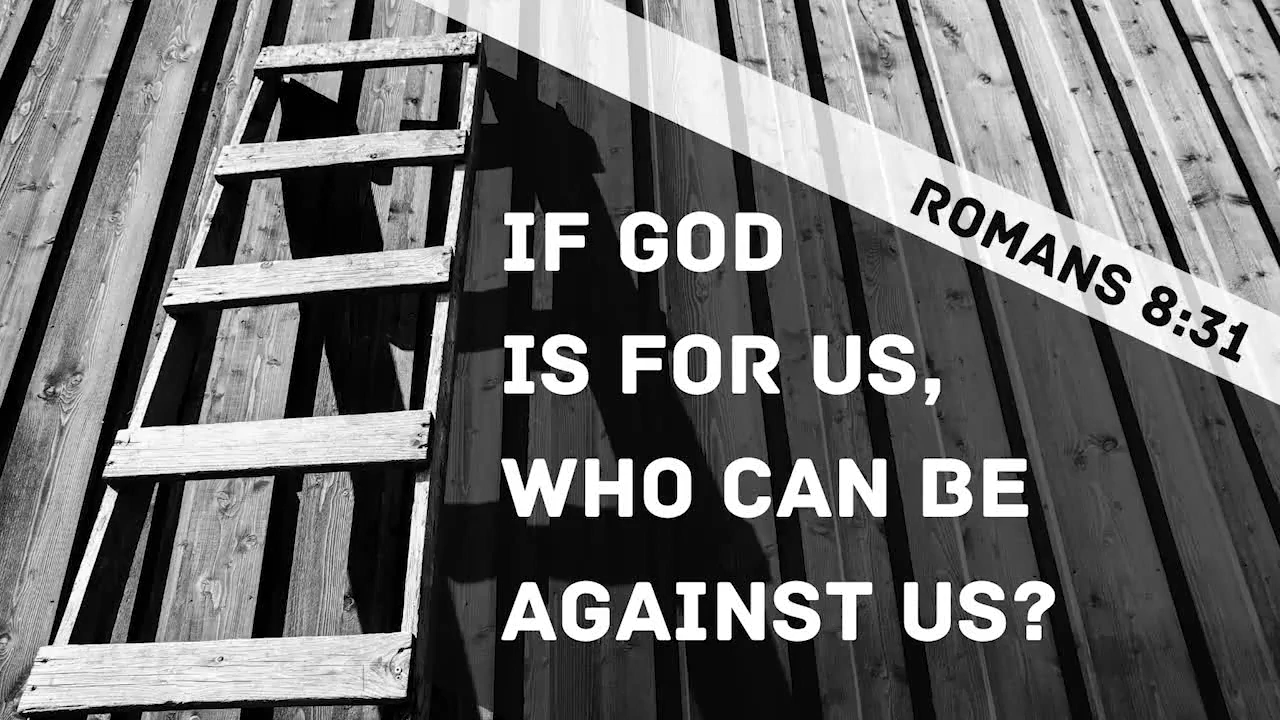 ROMANS 8:31
IF GOD
IS FOR US,
WHO CAN BE
AGAINST US?